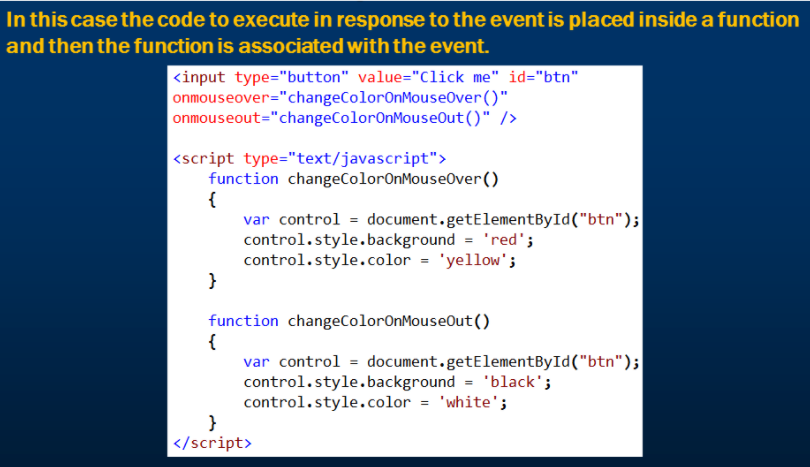 In this case the code to execute in response to the event is placed inside a function
and then the function is associated with the event.
<input type="button" value="Click me" id="btn"
onmouseover="changeColorOnMouseOver()"
onmouseout="changeColorOnMouseOut()" />
<script type="text/javascript">
function changeColorOnMouseOver()
{
var control = document.getElementById("btn");
control.style.background = 'red';
control.style.color = 'yellow';
}
function changeColorOnMouseOut()
{
var control = document.getElementById("btn");
control.style.background = 'black';
control.style.color = 'white';
}
</script>